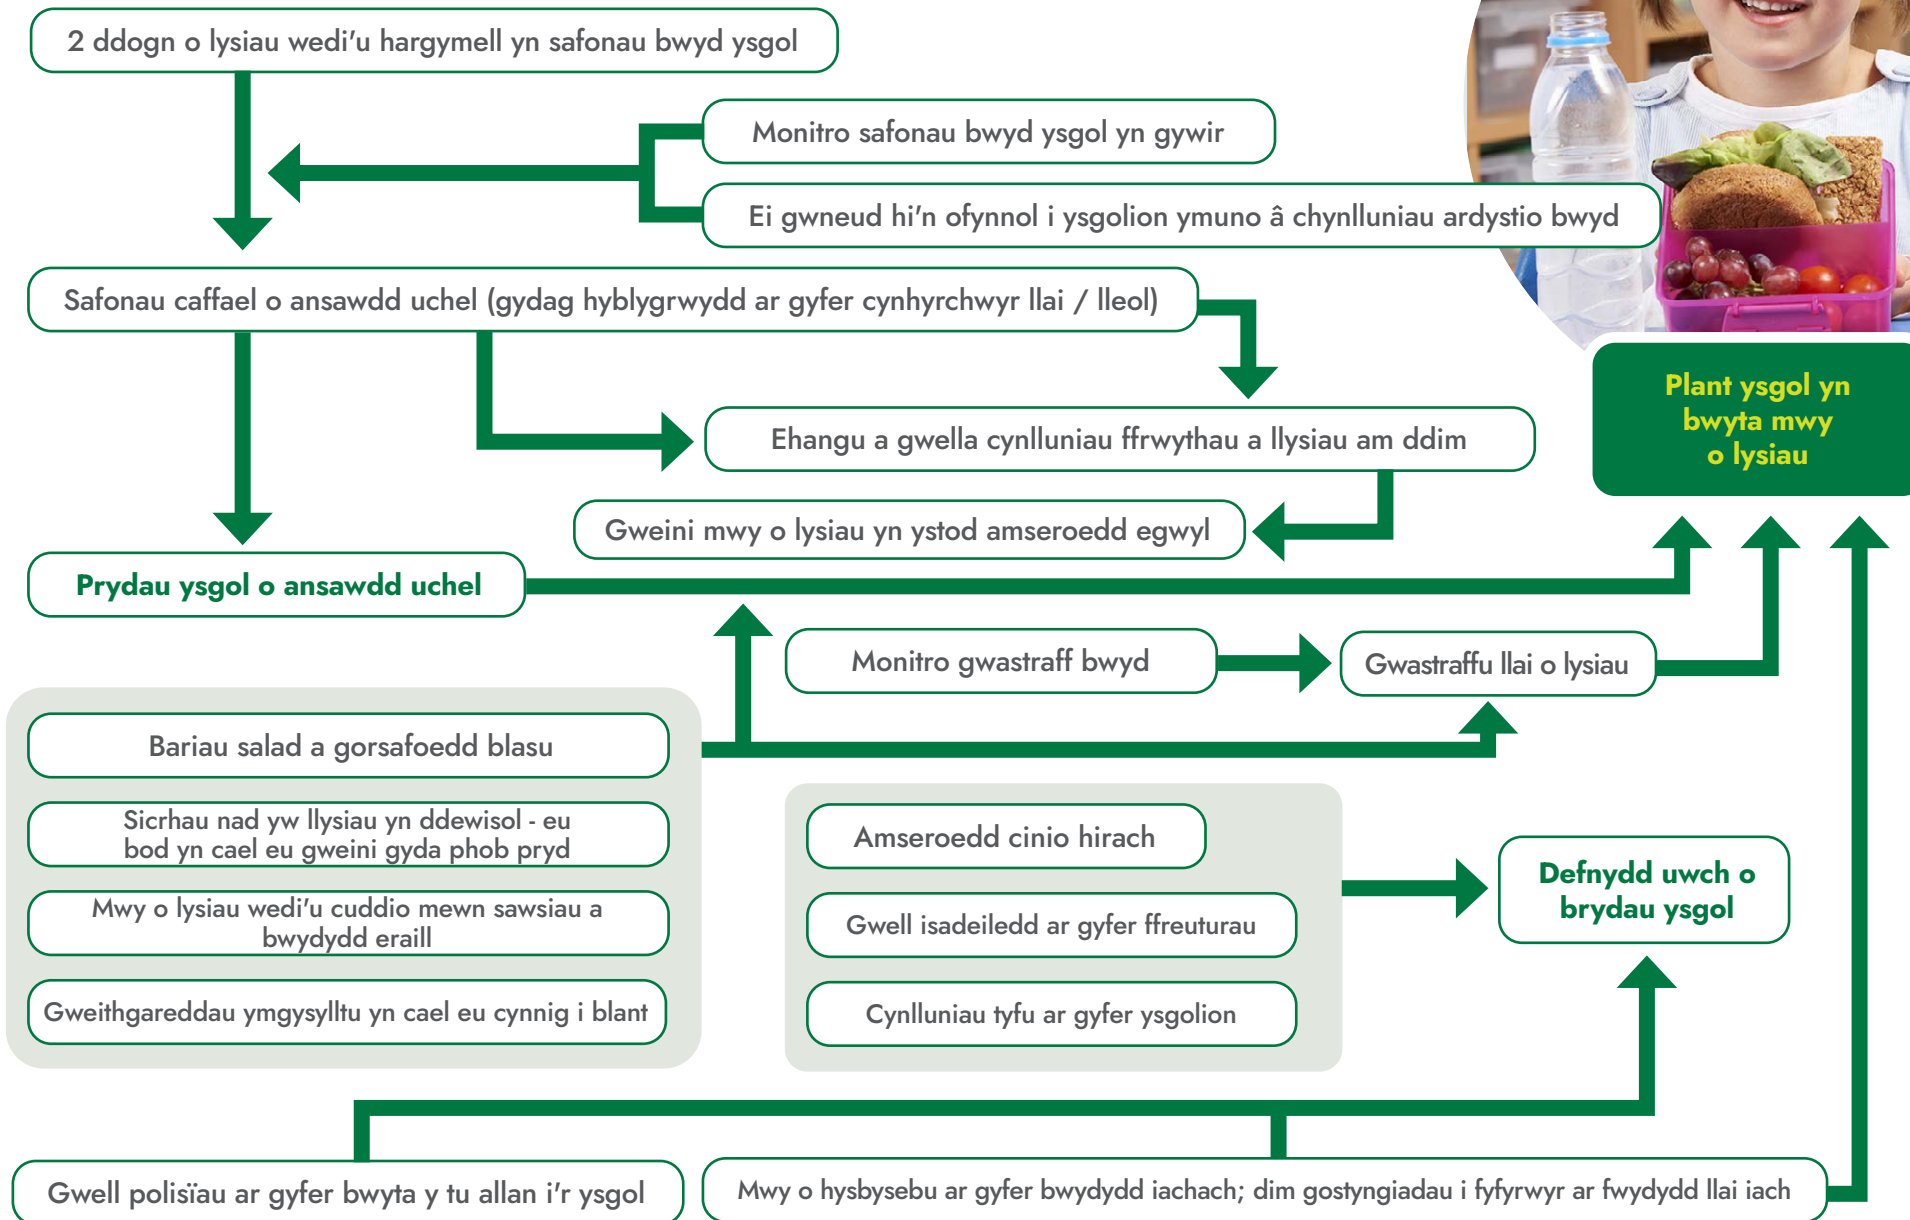 2 ddogn o lysiau wedi'u hargymell yn safonau bwyd ysgol
Monitro safonau bwyd ysgol yn gywir
Ei gwneud hi'n ofynnol i ysgolion ymuno â chynlluniau ardystio bwyd
Safonau caffael o ansawdd uchel (gydag hyblygrwydd ar gyfer cynhyrchwyr llai / lleol)
Plant ysgol yn
bwyta mwy
o lysiau
Ehangu a gwella cynlluniau ffrwythau a llysiau am ddim
Gweini mwy o lysiau yn ystod amseroedd egwyl
Prydau ysgol o ansawdd uchel
Monitro gwastraff bwyd
Gwastraffu llai o lysiau
Bariau salad a gorsafoedd blasu
Sicrhau nad yw llysiau yn ddewisol - eu
bod yn cael eu gweini gyda phob pryd
Mwy o lysiau wedi'u cuddio mewn sawsiau a
bwydydd eraill
Gweithgareddau ymgysylltu yn cael eu cynnig i blant
Amseroedd cinio hirach
Gwell isadeiledd ar gyfer ffreuturau
Cynlluniau tyfu ar gyfer ysgolion
Defnydd uwch o
brydau ysgol
Gwell polisïau ar gyfer bwyta y tu allan i'r ysgol
Mwy o hysbysebu ar gyfer bwydydd iachach; dim gostyngiadau i fyfyrwyr ar fwydydd llai iach